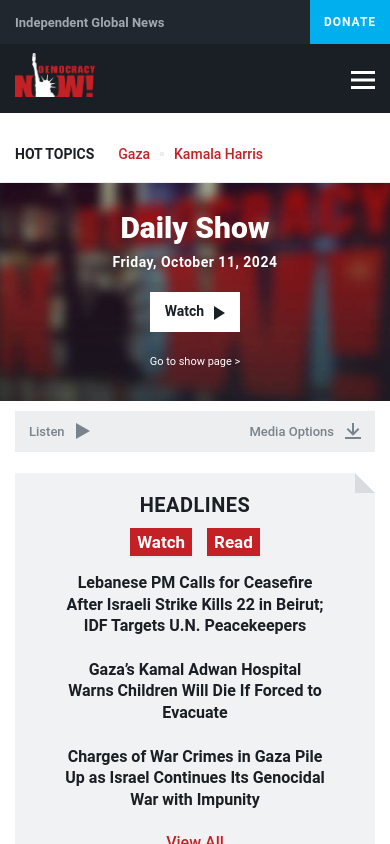 Independent Global News
DONATE
DEMOCRACY
NOW!
HOT TOPICS
Gaza
Kamala Harris
Daily Show
Friday, October 11, 2024
Watch
Go to show page >
Listen
Media Options
HEADLINES
Watch
Read
Lebanese PM Calls for Ceasefire
After Israeli Strike Kills 22 in Beirut;
IDF Targets U.N. Peacekeepers
Gaza’s Kamal Adwan Hospital
Warns Children Will Die If Forced to
Evacuate
Charges of War Crimes in Gaza Pile
Up as Israel Continues Its Genocidal
War with Impunity
View All